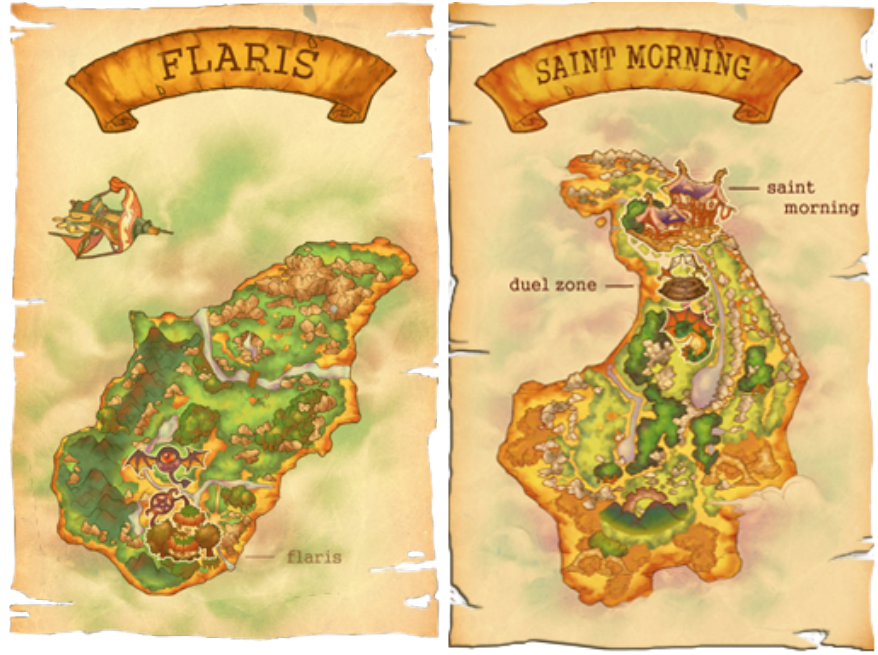 FLARIS
flaris
SAINT MORNING
saint
morning
duel zone